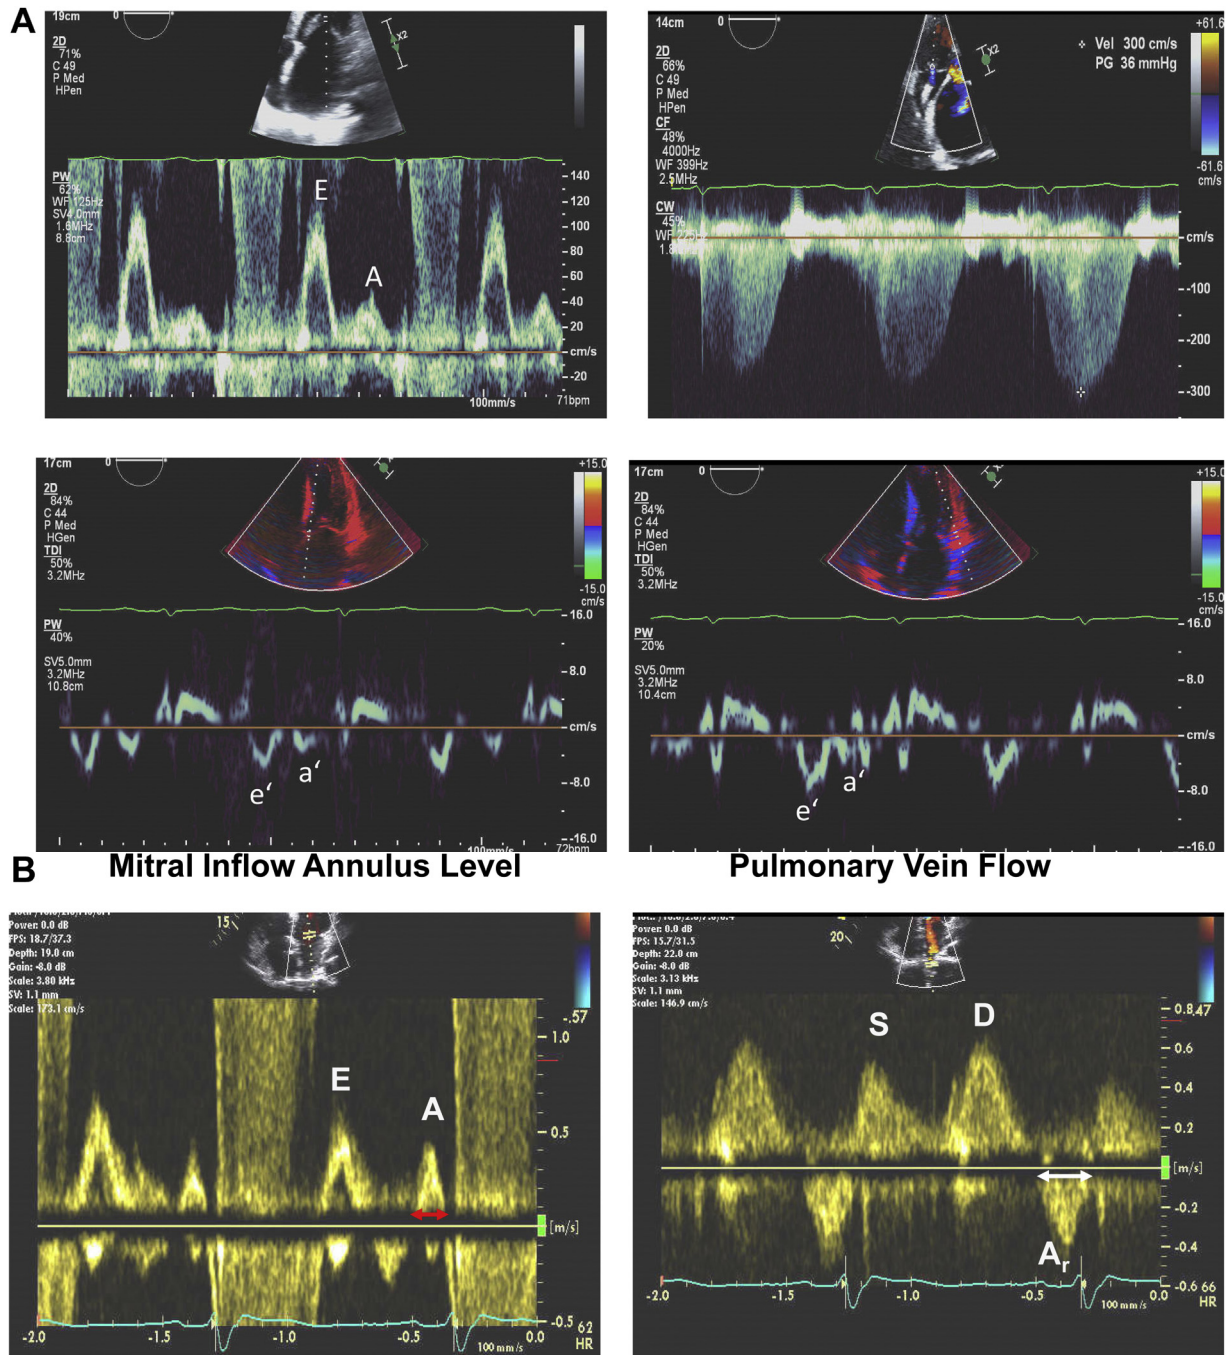 A
19cm
0
2D
71%
C 49
P Med
HPen
X2
PW
62%
WF 125Hz
SV4.0mm
1.6MHz
8.8cm
E
A
140
120
100
80
60
40
20
cm/s
-20
100mm/s
71bpm
14cm
0
2D
66%
C 49
P Med
HPen
CF
48%
4000Hz
WF 399Hz
2.5MHz
X2
Vel 300 cm/s
PG 36 mmHg
+61.6
-61.6
cm/s
CW
45%
WF 225Hz
cm/s
-100
-200
-300
17cm
0
2D
84%
C 44
P Med
HGen
TDI
50%
3.2MHz
+15.0
-15.0
cm/s
PW
40%
SV5.0mm
3.2MHz
10.8cm
e‘
a‘
16.0
8.0
cm/s
-8.0
-16.0
100mm/s
72bpm
17cm
0
2D
84%
C 44
P Med
HGen
TDI
50%
3.2MHz
+15.0
-15.0
cm/s
PW
20%
SV5.0mm
3.2MHz
10.4cm
e‘
a‘
16.0
8.0
cm/s
-8.0
-16.0
B
Mitral Inflow Annulus Level
Pulmonary Vein Flow
Power: 0.0 dB
FPS: 18.7/37.3
Depth: 19.0 cm
Gain: -8.0 dB
Scale: 3.80 kHz
SV: 1.1 mm
Scale: 173.1 cm/s
15
E
A
-.57
1.0
0.5
[m/s]
-0.5
62
HR
-2.0
-1.5
-1.0
-0.5
0.0
100 mm/s
Power: 0.0 dB
FPS: 15.7/31.5
Depth: 22.0 cm
Gain: -8.0 dB
Scale: 3.13 kHz
SV: 1.1 mm
Scale: 146.9 cm/s
20
S
D
Ar
0.8
.47
0.6
0.4
0.2
[m/s]
-0.2
-0.4
-0.6
66
HR
-2.0
-1.5
-1.0
-0.5
0.0
100 mm/s